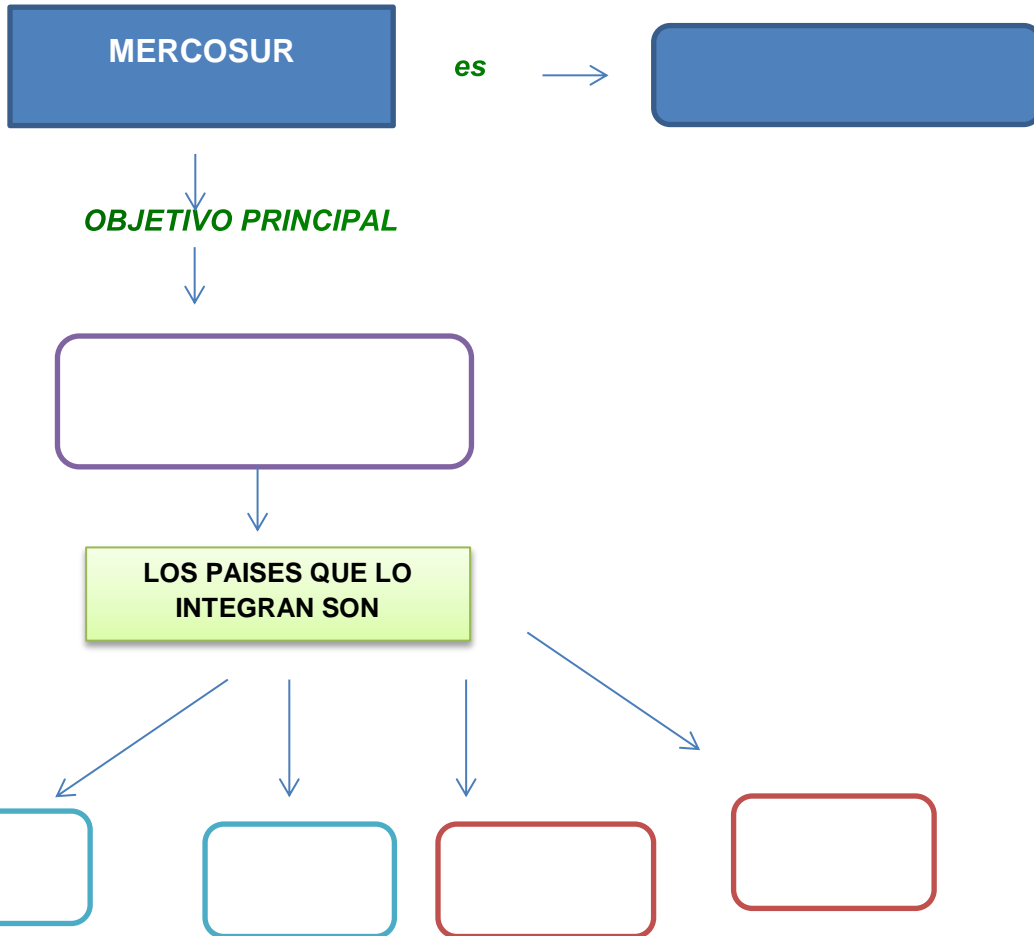 MERCOSUR
es
OBJETIVO PRINCIPAL
LOS PAISES QUE LO
INTEGRAN SON